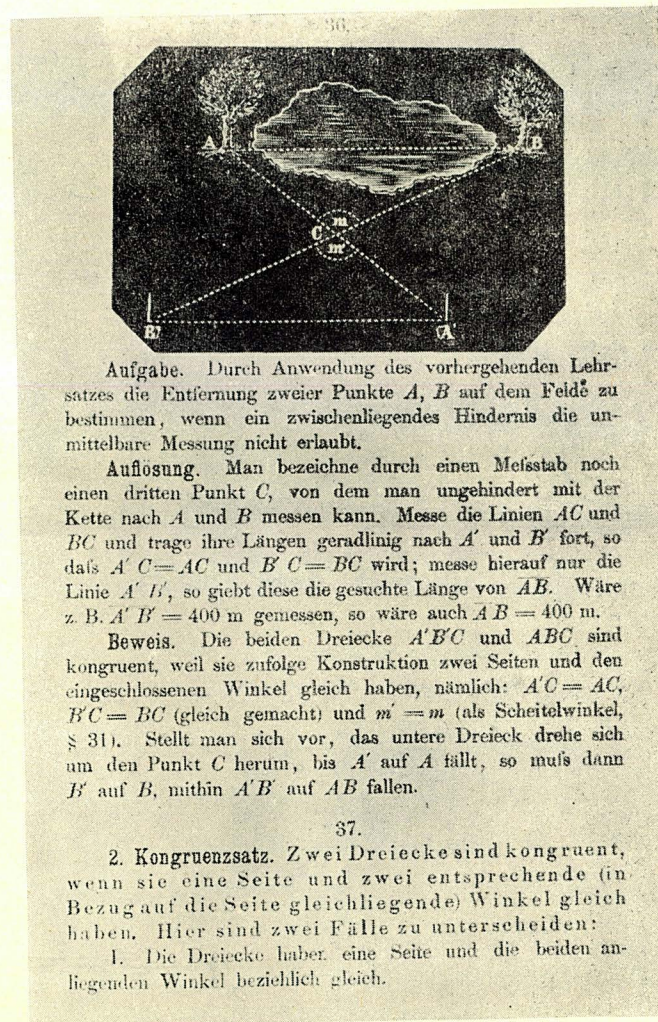 36.
A
B
m
C
m'
B'
A'
Aufgabe. Durch Anwendung des vorhergehenden Lehr-
satzes die Entfernung zweier Punkte A, B auf dem Felde zu
bestimmen, wenn ein zwischenliegendes Hindernis die un-
mittelbare Messung nicht erlaubt.
Auflösung. Man bezeichne durch einen Meſsstab noch
einen dritten Punkt C, von dem man ungehindert mit der
Kette nach A und B messen kann. Messe die Linien AC und
BC und trage ihre Längen geradlinig nach A′ und B′ fort, so
daſs A′ C = AC und B′ C = BC wird; messe hierauf nur die
Linie A′ B′, so giebt diese die gesuchte Länge von AB. Wäre
z. B. A′ B′ = 400 m gemessen, so wäre auch A B = 400 m.
Beweis. Die beiden Dreiecke A′B′C und ABC sind
kongruent, weil sie zufolge Konstruktion zwei Seiten und den
eingeschlossenen Winkel gleich haben, nämlich: A′C = AC,
B′C = BC (gleich gemacht) und m′ = m (als Scheitelwinkel,
§ 31). Stellt man sich vor, das untere Dreieck drehe sich
um den Punkt C herum, bis A′ auf A fällt, so muſs dann
B′ auf B, mithin A′B′ auf AB fallen.
37.
2. Kongruenzsatz. Zwei Dreiecke sind kongruent,
wenn sie eine Seite und zwei entsprechende (in
Bezug auf die Seite gleichliegende) Winkel gleich
haben. Hier sind zwei Fälle zu unterscheiden:
1. Die Dreiecke haben eine Seite und die beiden an-
liegenden Winkel beziehlich gleich.